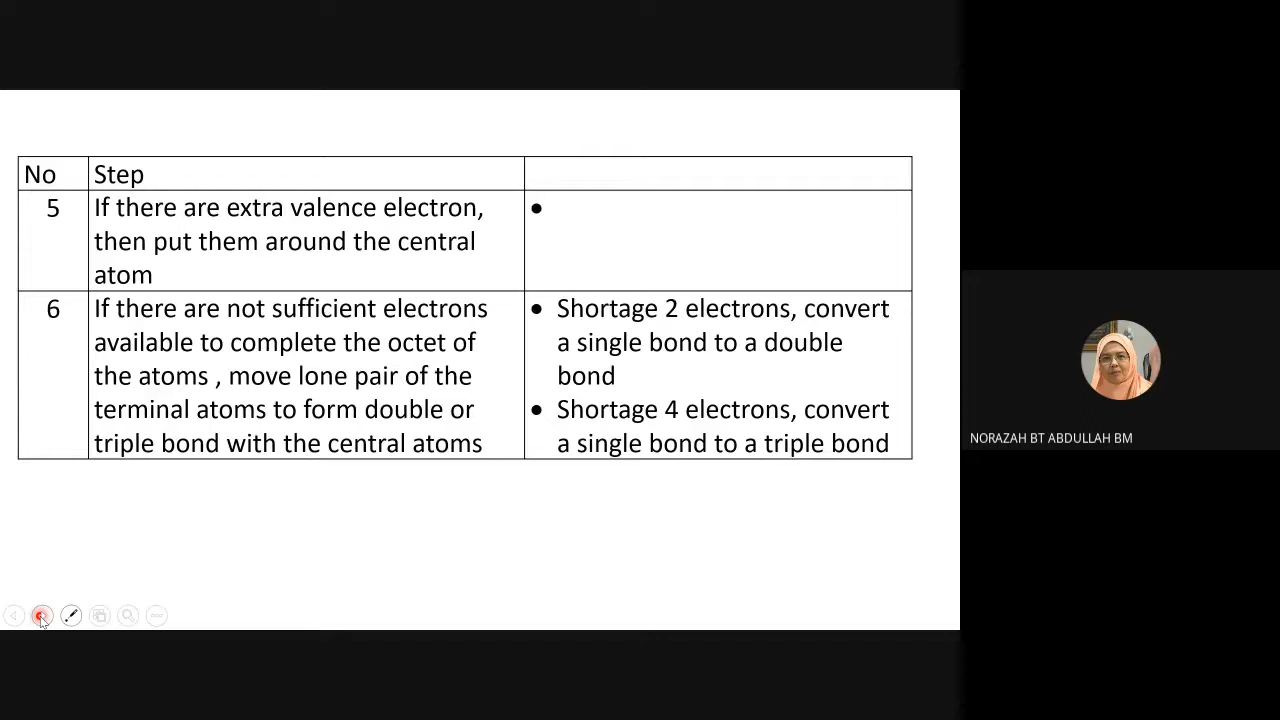 No Step
5 If there are extra valence electron,
then put them around the central
atom
•
6 If there are not sufficient electrons
available to complete the octet of
the atoms , move lone pair of the
terminal atoms to form double or
triple bond with the central atoms
• Shortage 2 electrons, convert
a single bond to a double
bond
• Shortage 4 electrons, convert
a single bond to a triple bond
NORAZAH BT ABDULLAH BM